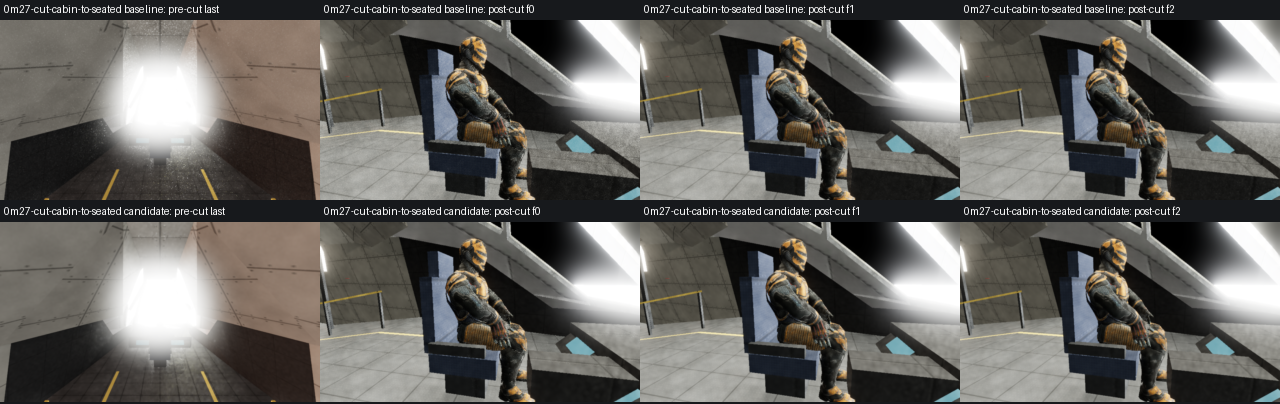 0m27-cut-cabin-to-seated baseline: pre-cut last
0m27-cut-cabin-to-seated baseline: post-cut f0
0m27-cut-cabin-to-seated baseline: post-cut f1
0m27-cut-cabin-to-seated baseline: post-cut f2
0m27-cut-cabin-to-seated candidate: pre-cut last
0m27-cut-cabin-to-seated candidate: post-cut f0
0m27-cut-cabin-to-seated candidate: post-cut f1
0m27-cut-cabin-to-seated candidate: post-cut f2